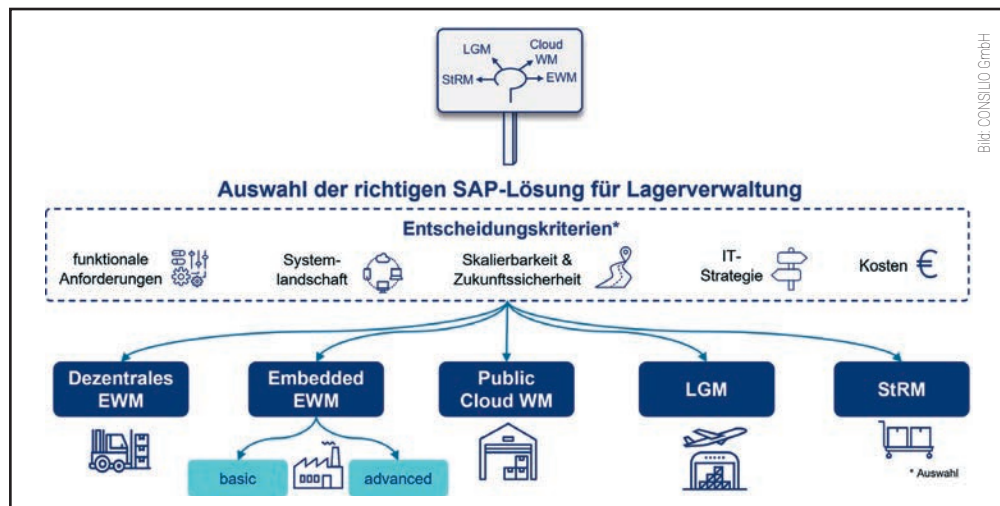 LGM
Cloud
WM
StRM
EWM
Bild: CONSILIO GmbH
Auswahl der richtigen SAP-Lösung für Lagerverwaltung
Entscheidungskriterien*
funktionale
Anforderungen
System-
landschaft
Skalierbarkeit &
Zukunftssicherheit
IT-
Strategie
Kosten €
Dezentrales
EWM
Embedded
EWM
Public
Cloud WM
LGM
StRM
basic
advanced
* Auswahl